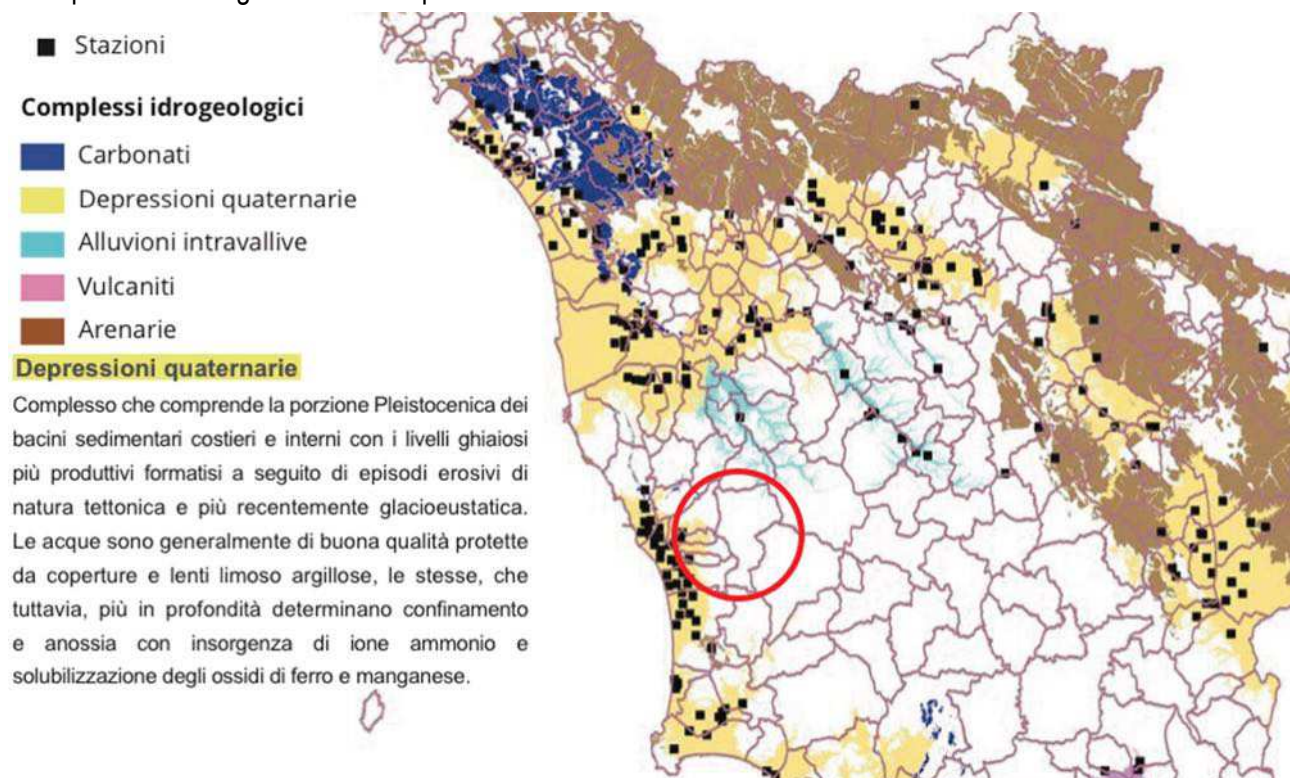 Stazioni
Complessi idrogeologici
Carbonati
Depressioni quaternarie
Alluvioni intravallive
Vulcaniti
Arenarie
Depressioni quaternarie
Complesso che comprende la porzione Pleistocenica dei
bacini sedimentari costieri e interni con i livelli ghiaiosi
più produttivi formatisi a seguito di episodi erosivi di
natura tettonica e più recentemente glacioeustatica.
Le acque sono generalmente di buona qualità protette
da coperture e lenti limoso argillose, le stesse, che
tuttavia, più in profondità determinano confinamento
e anossia con insorgenza di ione ammonio e
solubilizzazione degli ossidi di ferro e manganese.